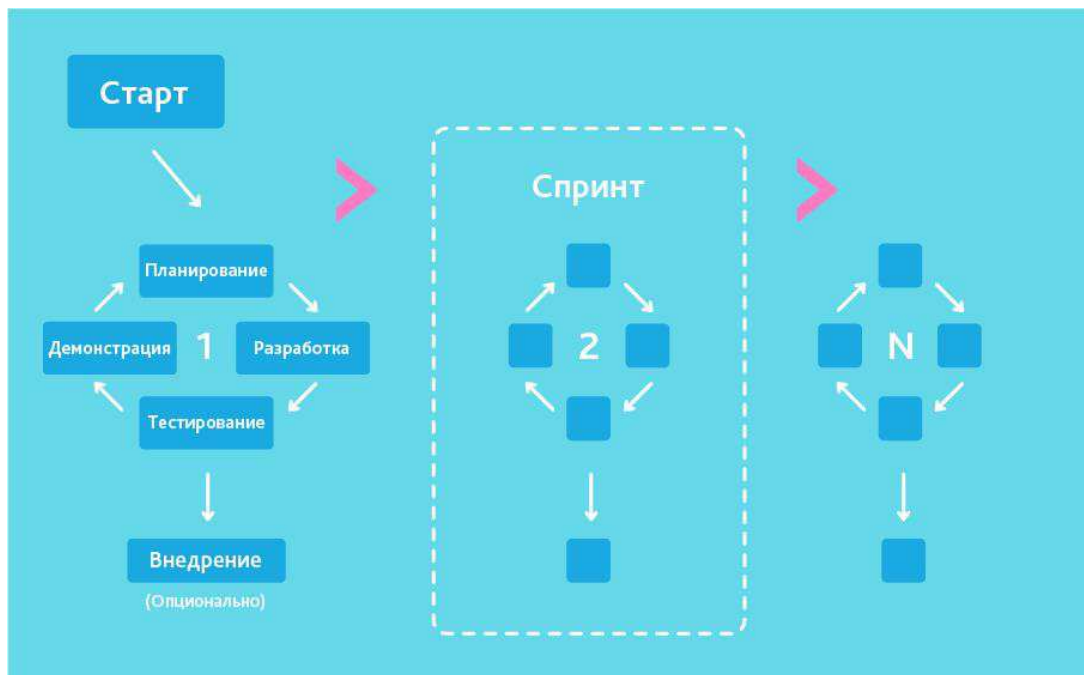 Старт
Спринт
Планирование
Демонстрация
1
Разработка
2
N
Тестирование
Внедрение
(Опционально)